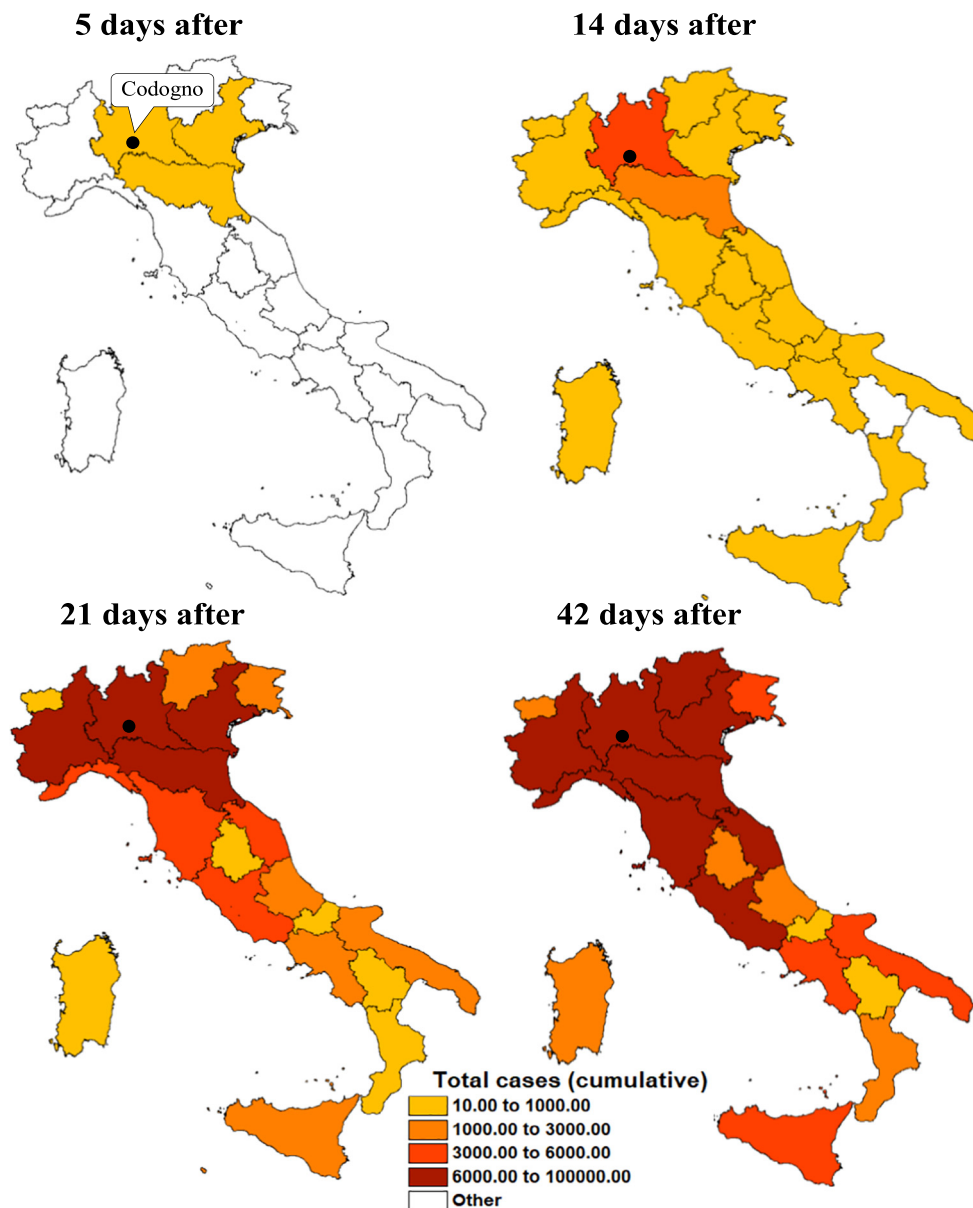 5 days after
14 days after
Codogno
21 days after
42 days after
Total cases (cumulative)
10.00 to 1000.00
1000.00 to 3000.00
3000.00 to 6000.00
6000.00 to 100000.00
Other